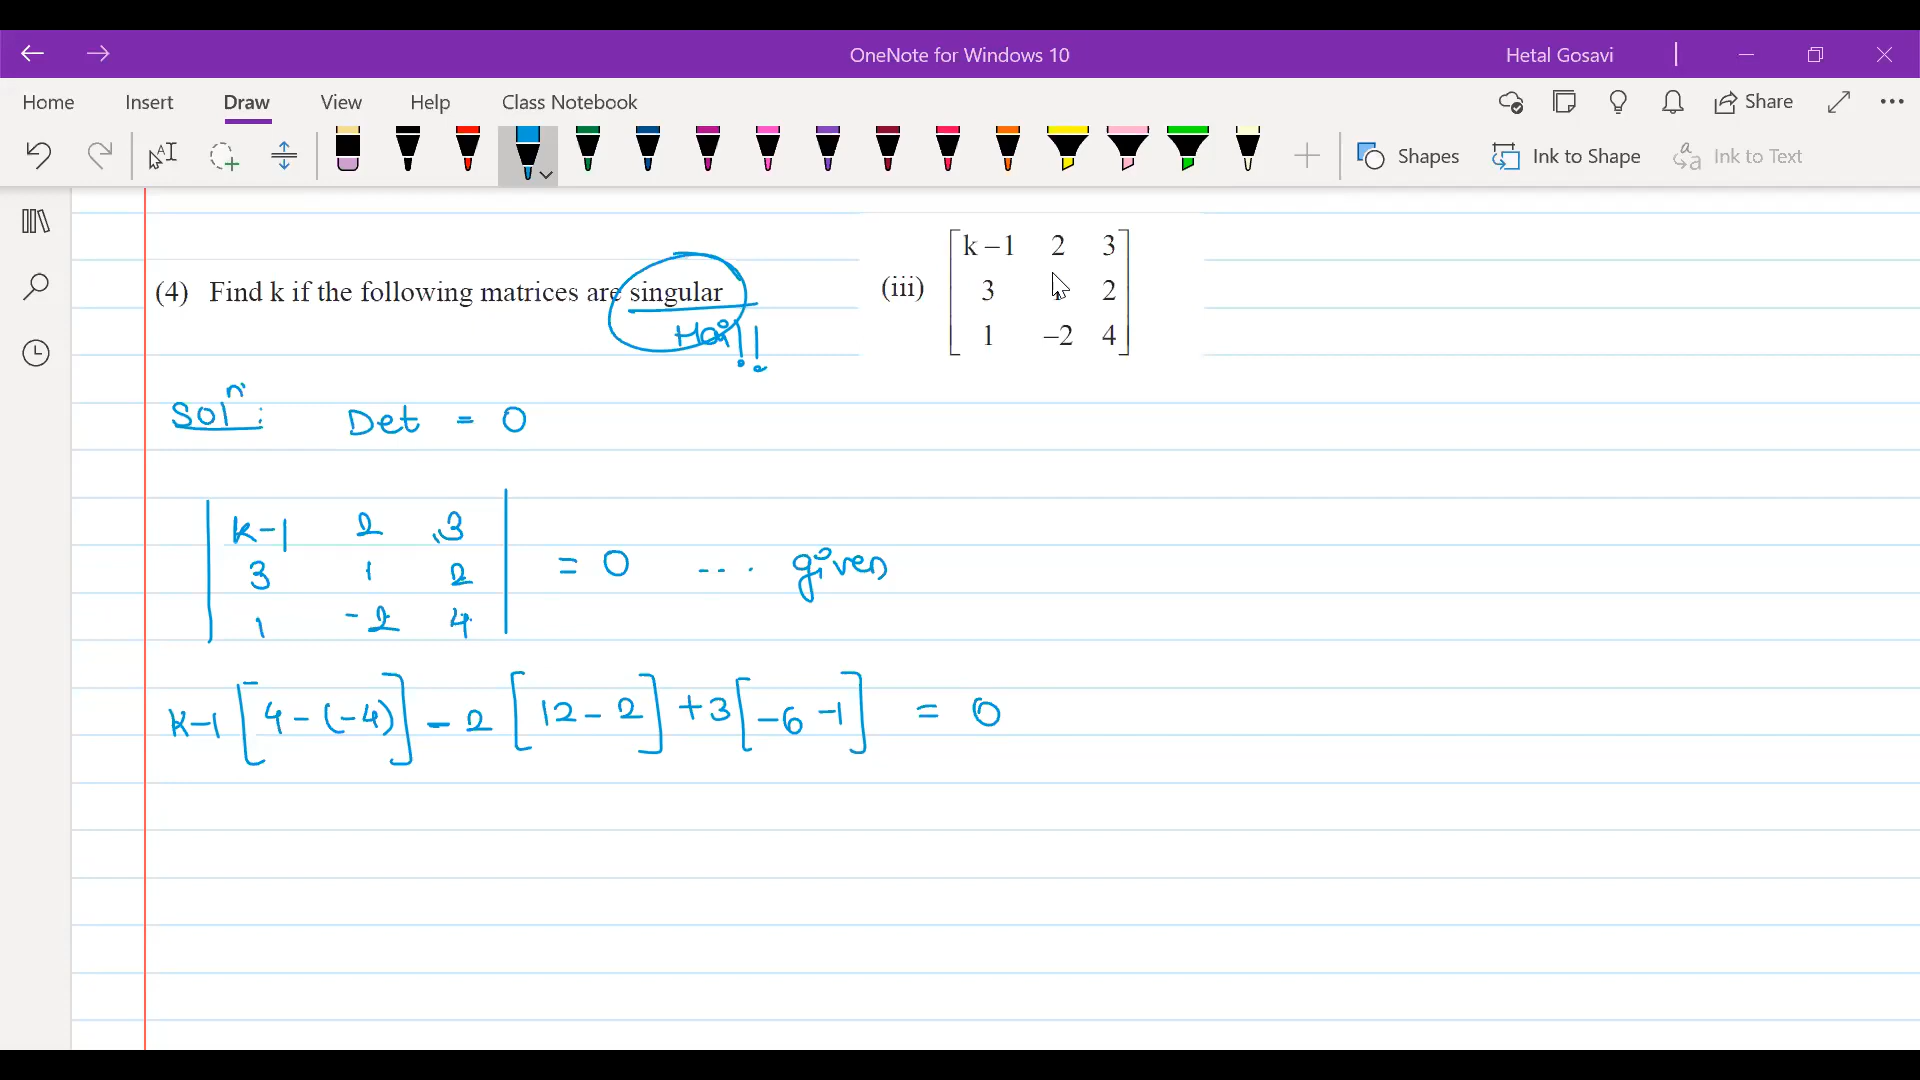 OneNote for Windows 10
Hetal Gosavi
Home Insert Draw View Help Class Notebook Share
Shapes Ink to Shape Ink to Text
(4) Find k if the following matrices are singular
Hai!!
(iii)
k – 1 2 3
3 2
1 –2 4
Solⁿ: Det = 0
k-1 2 3
3 1 2
1 -2 4
= 0 ... given
k-1 [4 - (-4)] - 2 [12 - 2] + 3 [-6 -1] = 0